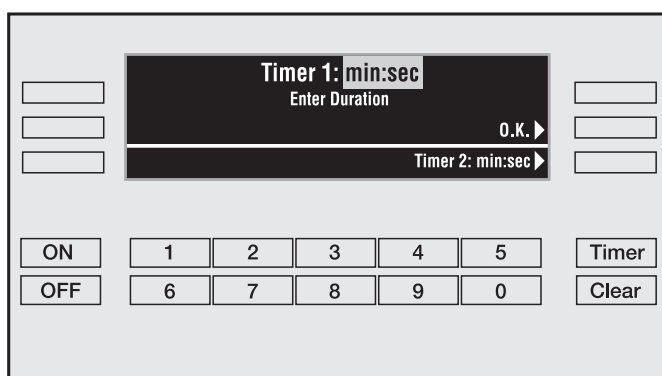 Timer 1: min:sec
Enter Duration
O.K.
Timer 2: min:sec
ON 1 2 3 4 5 Timer
OFF 6 7 8 9 0 Clear